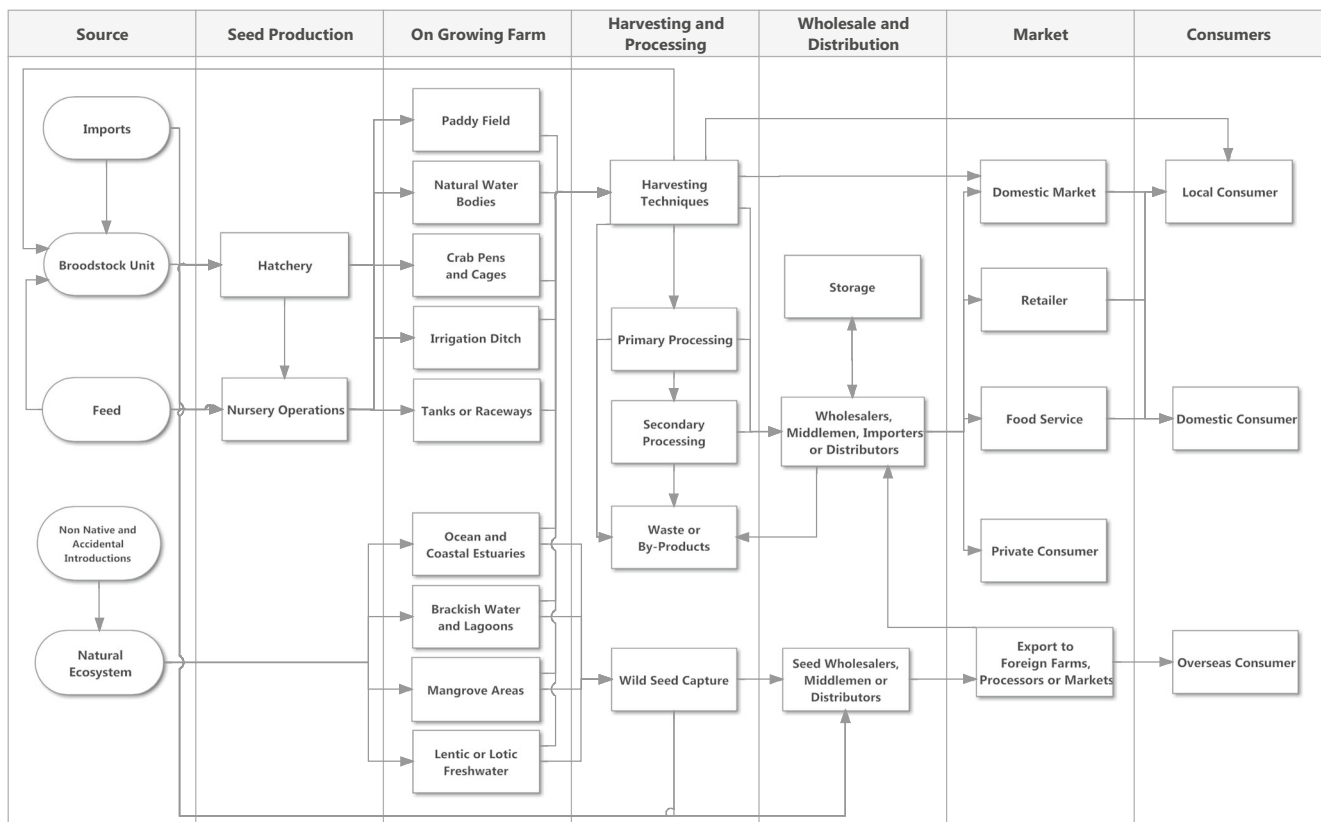 Source
Seed Production
On Growing Farm
Harvesting and
Processing
Wholesale and
Distribution
Market
Consumers
Imports
Broodstock Unit
Feed
Non Native and
Accidental
Introductions
Natural
Ecosystem
Hatchery
Nursery Operations
Paddy Field
Natural Water
Bodies
Crab Pens
and Cages
Irrigation Ditch
Tanks or Raceways
Ocean and
Coastal Estuaries
Brackish Water
and Lagoons
Mangrove Areas
Lentic or Lotic
Freshwater
Harvesting
Techniques
Primary Processing
Secondary
Processing
Waste or
By-Products
Wild Seed Capture
Storage
Wholesalers,
Middlemen, Importers
or Distributors
Seed Wholesalers,
Middlemen or
Distributors
Domestic Market
Retailer
Food Service
Private Consumer
Export to
Foreign Farms,
Processors or Markets
Local Consumer
Domestic Consumer
Overseas Consumer